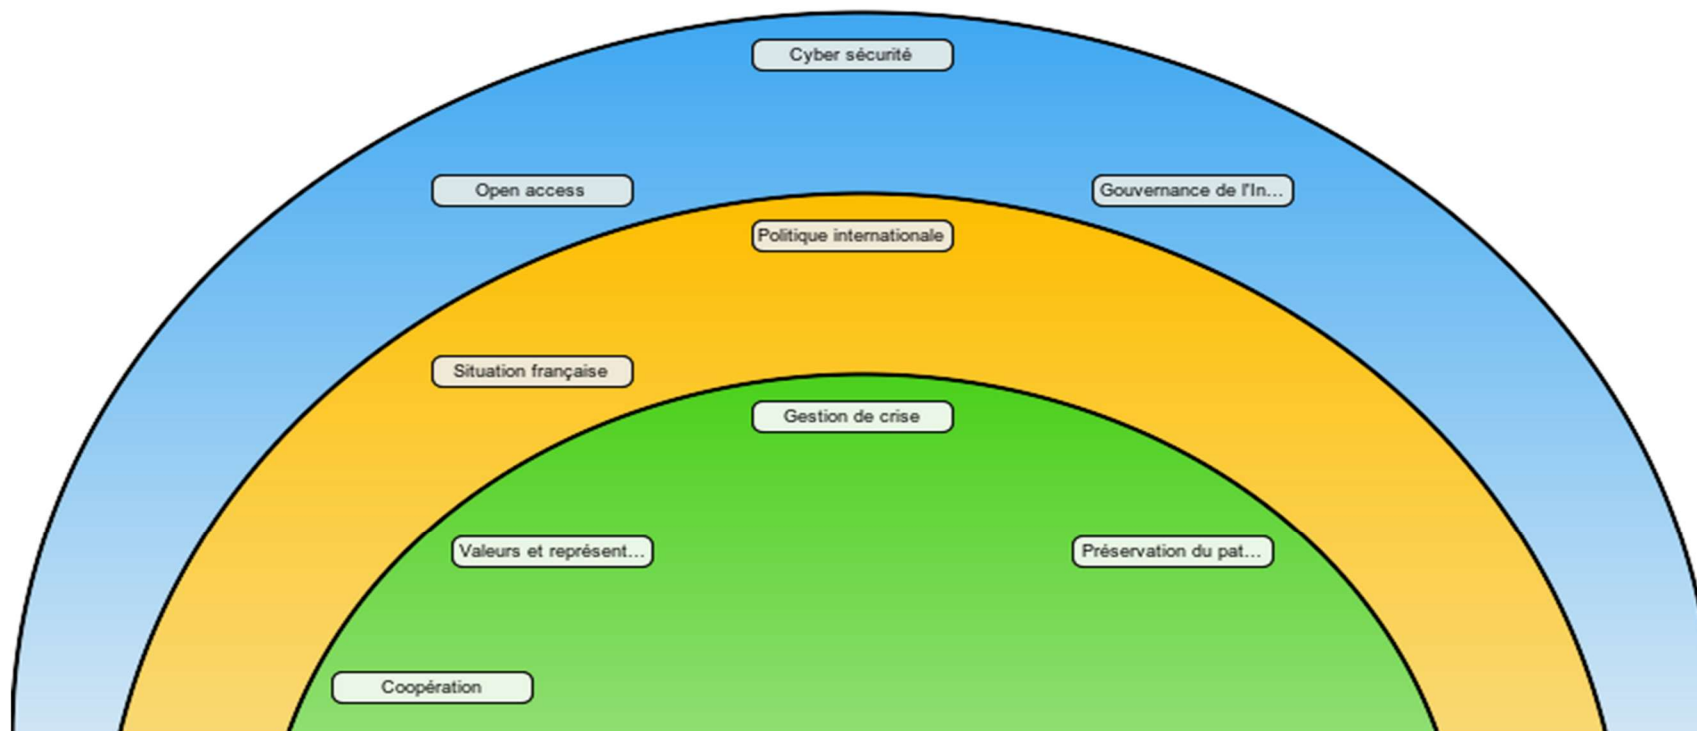 Cyber sécurité
Open access
Gouvernance de l'In...
Politique internationale
Situation française
Gestion de crise
Valeurs et représent...
Préservation du pat...
Coopération